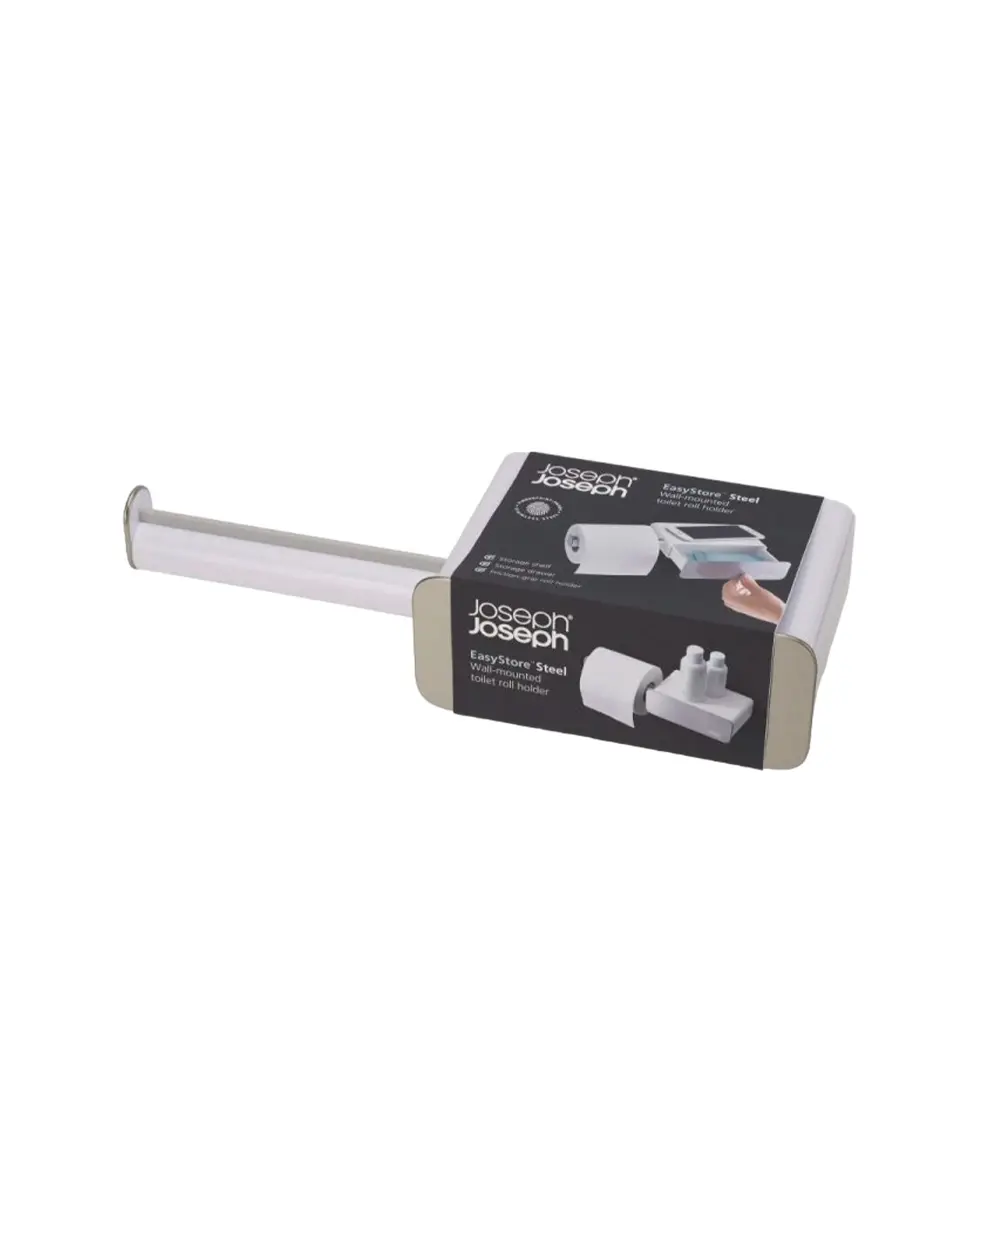 Joseph®
Joseph
EasyStore™ Steel
Wall-mounted
toilet roll holder
Storage shelf
Storage drawer
Friction-grip roll holder
Joseph®
Joseph
EasyStore™ Steel
Wall-mounted
toilet roll holder